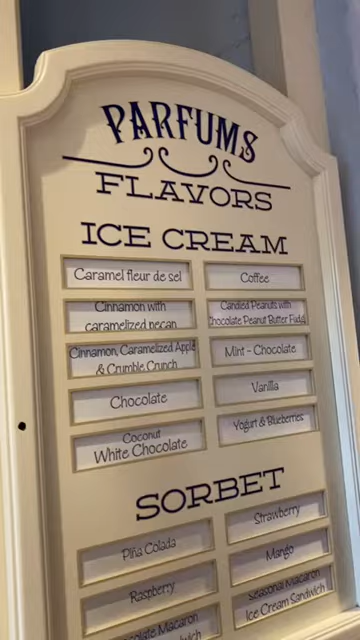 PARFUMS
FLAVORS
ICE CREAM
Caramel fleur de sel
Coffee
Cinnamon with
caramelized pecan
Candied Peanuts with
Chocolate Peanut Butter Fudg
Cinnamon, Caramelized Apple
& Crumble Crunch
Mint - Chocolate
Chocolate
Vanilla
Coconut
White Chocolate
Yogurt & Blueberries
SORBET
Piña Colada
Strawberry
Raspberry
Mango
Macaron
Seasonal Macaron
Ice Cream Sandwich